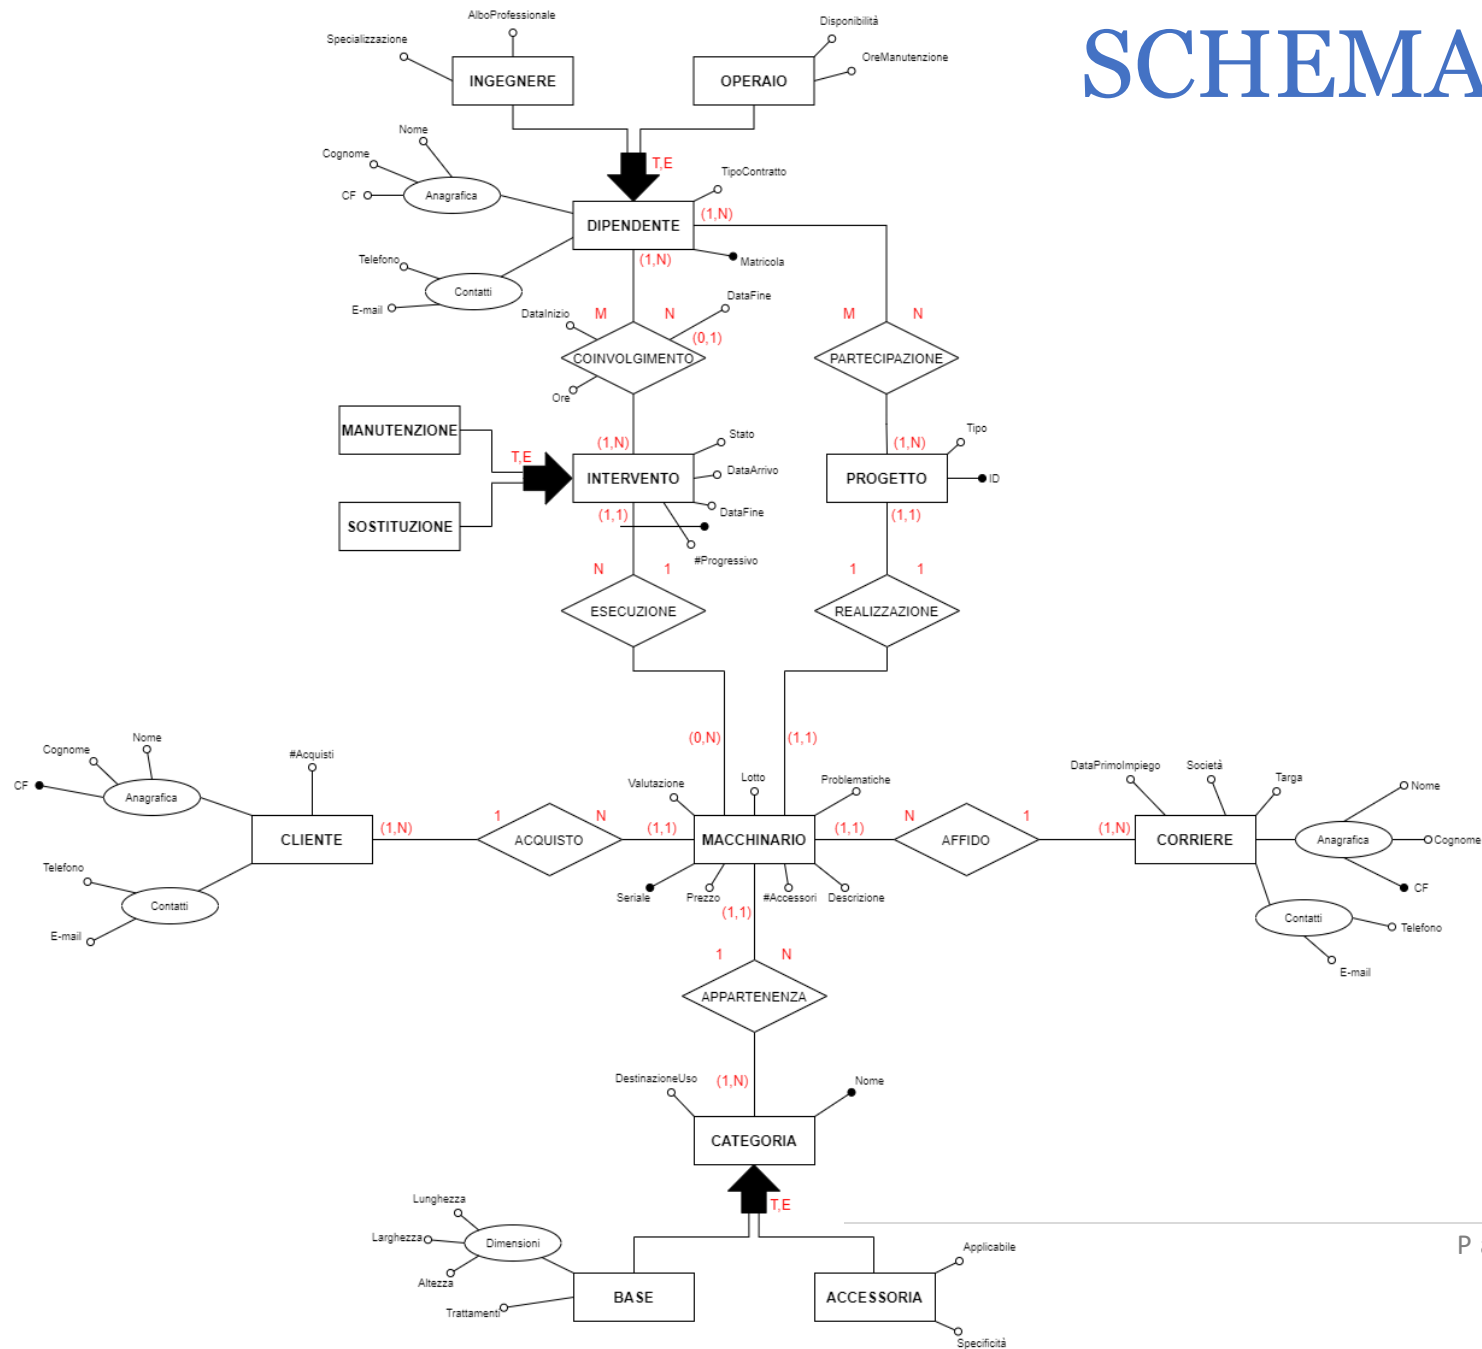 SCHEMA
AlboProfessionale
Specializzazione
INGEGNERE
Disponibilità
OreManutenzione
OPERAIO
T,E
Nome
Cognome
CF
Anagrafica
TipoContratto
(1,N)
DIPENDENTE
(1,N)
Matricola
Telefono
Contatti
E-mail
DataInizio
M
N
DataFine
(0,1)
COINVOLGIMENTO
Ore
M
N
PARTECIPAZIONE
MANUTENZIONE
T,E
SOSTITUZIONE
(1,N)
Stato
INTERVENTO
DataArrivo
(1,1)
DataFine
#Progressivo
(1,N)
Tipo
PROGETTO
ID
(1,1)
N
1
ESECUZIONE
1
1
REALIZZAZIONE
(0,N)
(1,1)
Nome
Cognome
CF
Anagrafica
#Acquisti
CLIENTE
(1,N)
Telefono
Contatti
E-mail
1
N
ACQUISTO
(1,1)
Valutazione
Lotto
Problematiche
MACCHINARIO
(1,1)
Seriale
Prezzo
#Accessori
Descrizione
(1,1)
N
1
AFFIDO
(1,N)
DataPrimoImpiego
Società
Targa
CORRIERE
Nome
Anagrafica
Cognome
CF
Contatti
Telefono
E-mail
1
N
APPARTENENZA
DestinazioneUso
(1,N)
Nome
CATEGORIA
T,E
Lunghezza
Larghezza
Dimensioni
Altezza
Trattamenti
BASE
Applicabile
ACCESSORIA
Specificità
P